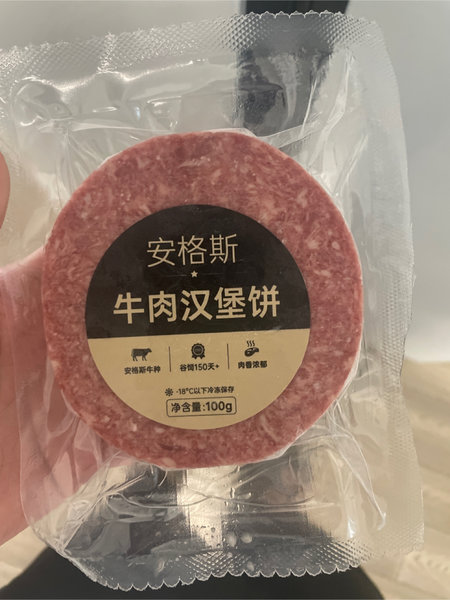 安格斯
牛肉汉堡饼
安格斯牛种 谷饲150天+ 肉香浓郁
-18℃以下冷冻保存
净含量:100g